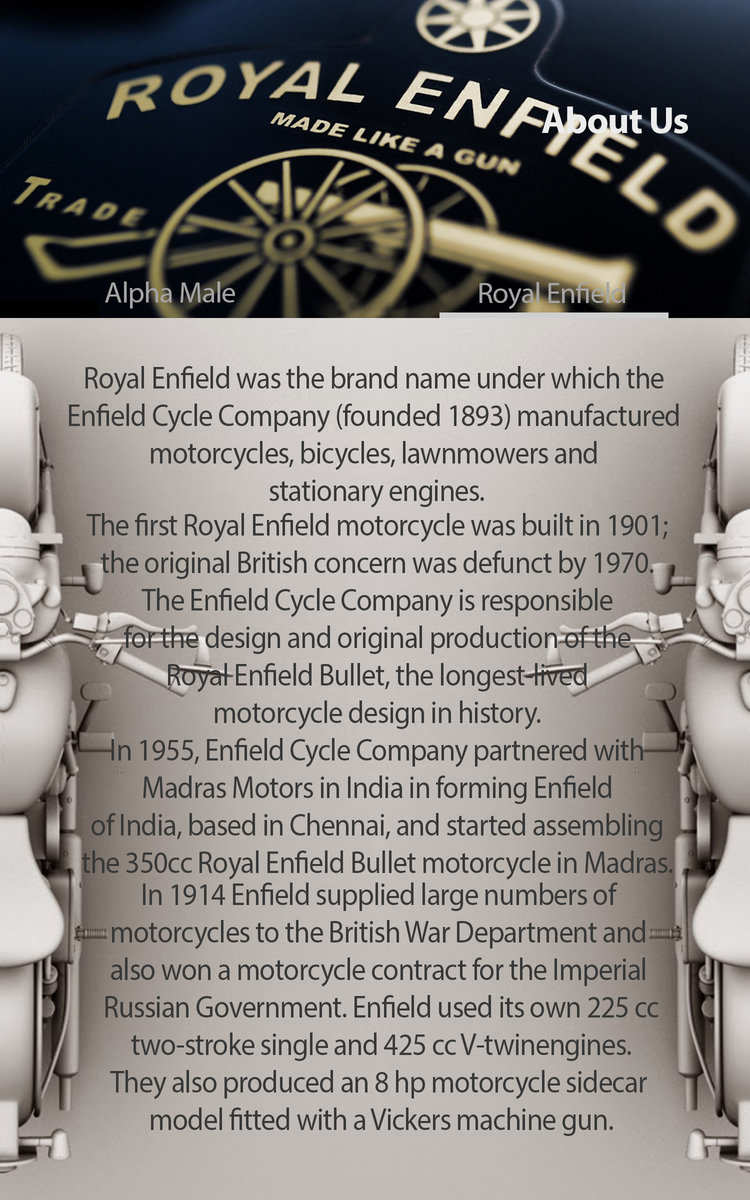 ROYAL ENFIELD
MADE LIKE A GUN
TRADE
About Us
Alpha Male
Royal Enfield
Royal Enfield was the brand name under which the
Enfield Cycle Company (founded 1893) manufactured
motorcycles, bicycles, lawnmowers and
stationary engines.
The first Royal Enfield motorcycle was built in 1901;
the original British concern was defunct by 1970.
The Enfield Cycle Company is responsible
for the design and original production of the
Royal Enfield Bullet, the longest-lived
motorcycle design in history.
In 1955, Enfield Cycle Company partnered with
Madras Motors in India in forming Enfield
of India, based in Chennai, and started assembling
the 350cc Royal Enfield Bullet motorcycle in Madras.
In 1914 Enfield supplied large numbers of
motorcycles to the British War Department and
also won a motorcycle contract for the Imperial
Russian Government. Enfield used its own 225 cc
two-stroke single and 425 cc V-twinengines.
They also produced an 8 hp motorcycle sidecar
model fitted with a Vickers machine gun.